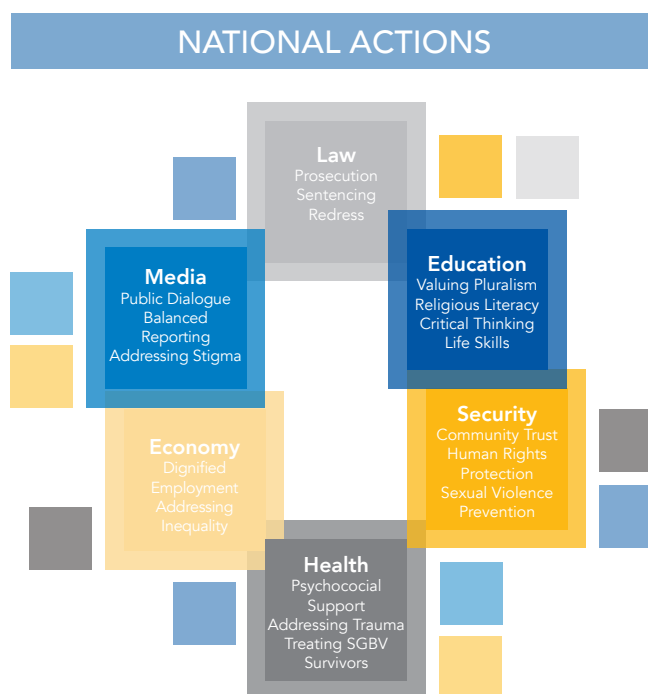 NATIONAL ACTIONS
Law
Prosecution
Sentencing
Redress
Media
Public Dialogue
Balanced
Reporting
Addressing Stigma
Education
Valuing Pluralism
Religious Literacy
Critical Thinking
Life Skills
Economy
Dignified
Employment
Addressing
Inequality
Security
Community Trust
Human Rights
Protection
Sexual Violence
Prevention
Health
Psychococial
Support
Addressing Trauma
Treating SGBV
Survivors